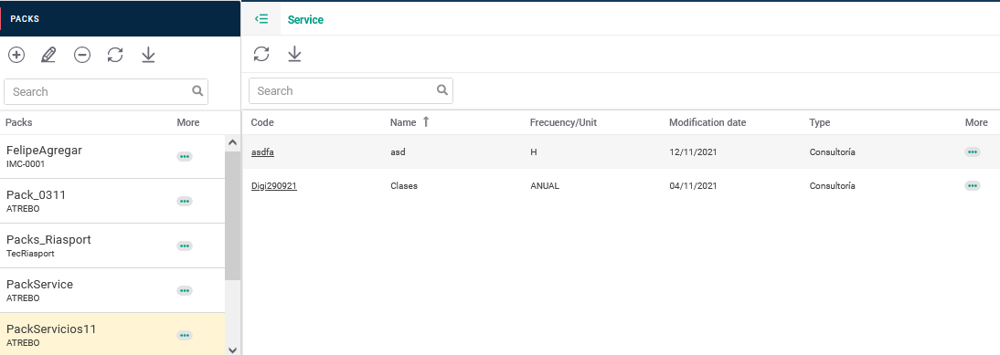 PACKS
Search
Packs More
FelipeAgregar
IMC-0001
Pack_0311
ATREBO
Packs_Riasport
TecRiasport
PackService
ATREBO
PackServicios11
ATREBO
Service
Search
Code Name Frecuency/Unit Modification date Type More
asdfa asd H 12/11/2021 Consultoría
Digi290921 Clases ANUAL 04/11/2021 Consultoría